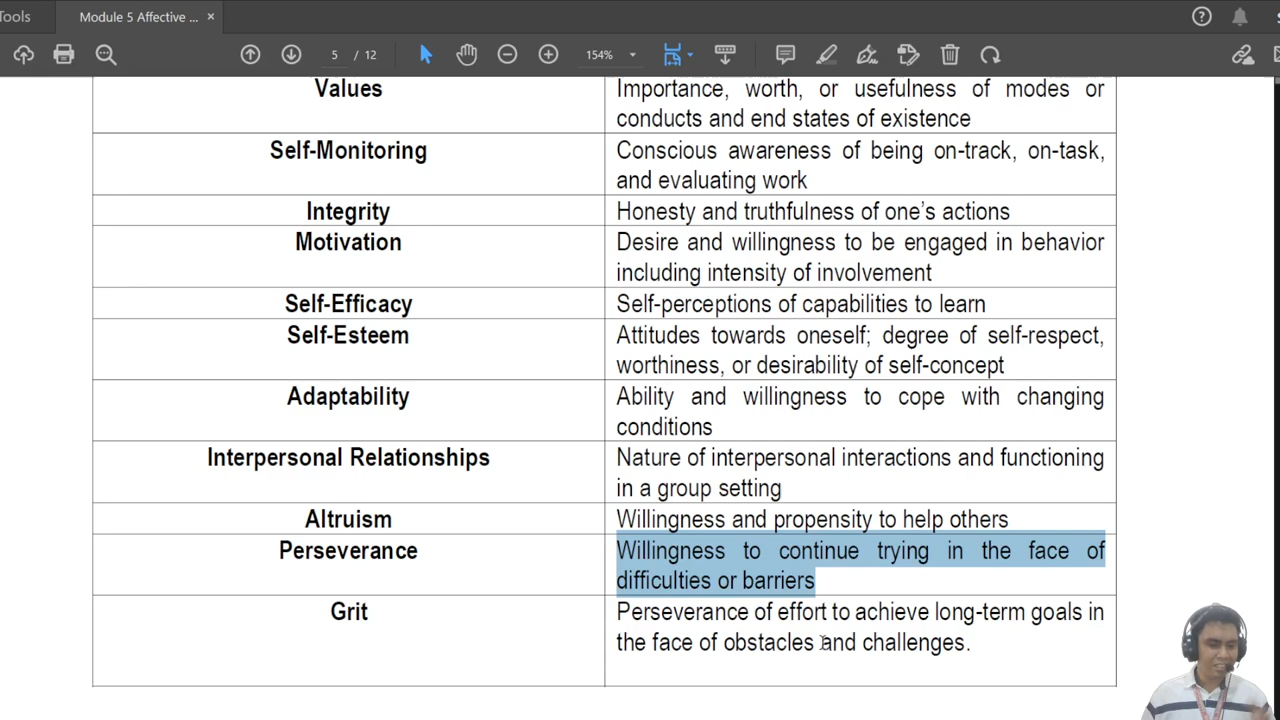 Tools
Module 5 Affective ...
5 / 12
154%
Values
Importance, worth, or usefulness of modes or
conducts and end states of existence
Self-Monitoring
Conscious awareness of being on-track, on-task,
and evaluating work
Integrity
Honesty and truthfulness of one's actions
Motivation
Desire and willingness to be engaged in behavior
including intensity of involvement
Self-Efficacy
Self-perceptions of capabilities to learn
Self-Esteem
Attitudes towards oneself; degree of self-respect,
worthiness, or desirability of self-concept
Adaptability
Ability and willingness to cope with changing
conditions
Interpersonal Relationships
Nature of interpersonal interactions and functioning
in a group setting
Altruism
Willingness and propensity to help others
Perseverance
Willingness to continue trying in the face of
difficulties or barriers
Grit
Perseverance of effort to achieve long-term goals in
the face of obstacles and challenges.